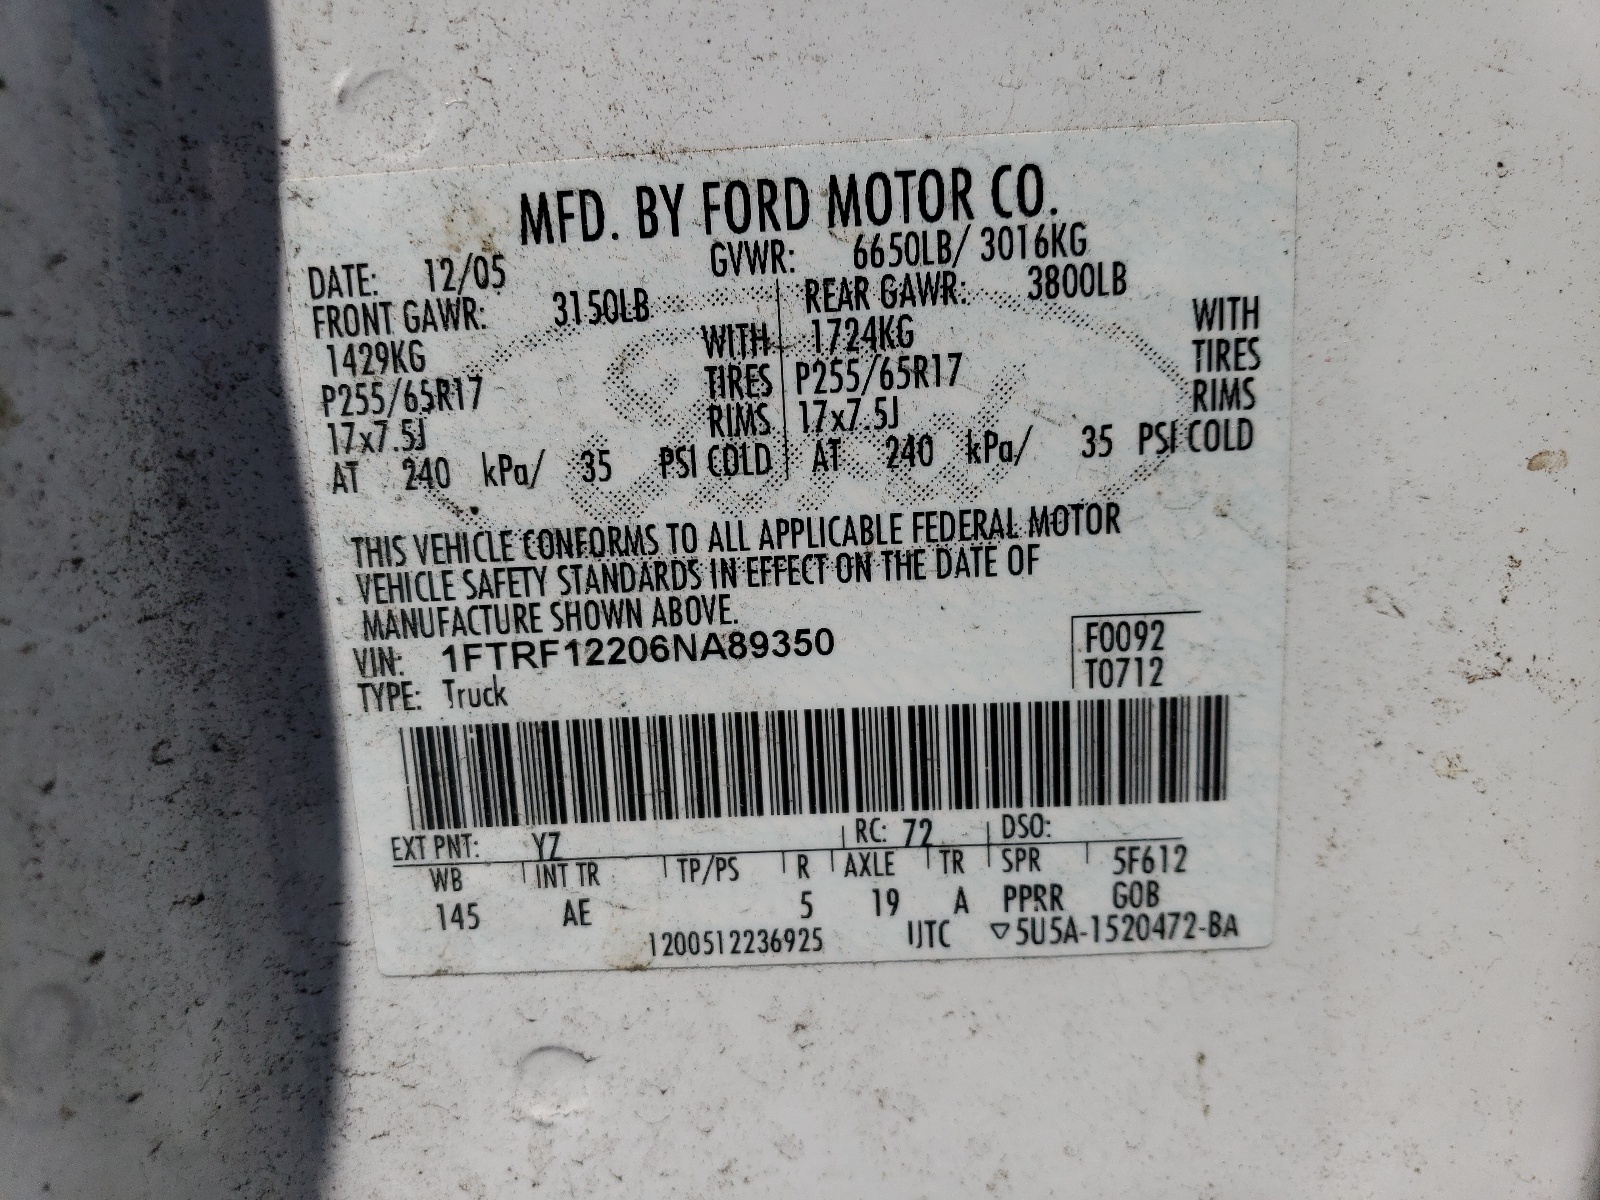 MFD. BY FORD MOTOR CO.
DATE: 12/05 GVWR: 6650LB/ 3016KG
FRONT GAWR: 3150LB REAR GAWR: 3800LB
1429KG WITH 1724KG WITH
P255/65R17 TIRES P255/65R17 TIRES
17x7.5J RIMS 17x7.5J RIMS
AT 240 kPa/ 35 PSI COLD AT 240 kPa/ 35 PSI COLD
THIS VEHICLE CONFORMS TO ALL APPLICABLE FEDERAL MOTOR
VEHICLE SAFETY STANDARDS IN EFFECT ON THE DATE OF
MANUFACTURE SHOWN ABOVE.
VIN: 1FTRF12206NA89350 F0092
TYPE: Truck T0712
EXT PNT: YZ RC: 72 DSO:
WB INT TR TP/PS R AXLE TR SPR 5F612
145 AE 5 19 A PPRR GOB
1200512236925 UTC ▽5U5A-1520472-BA